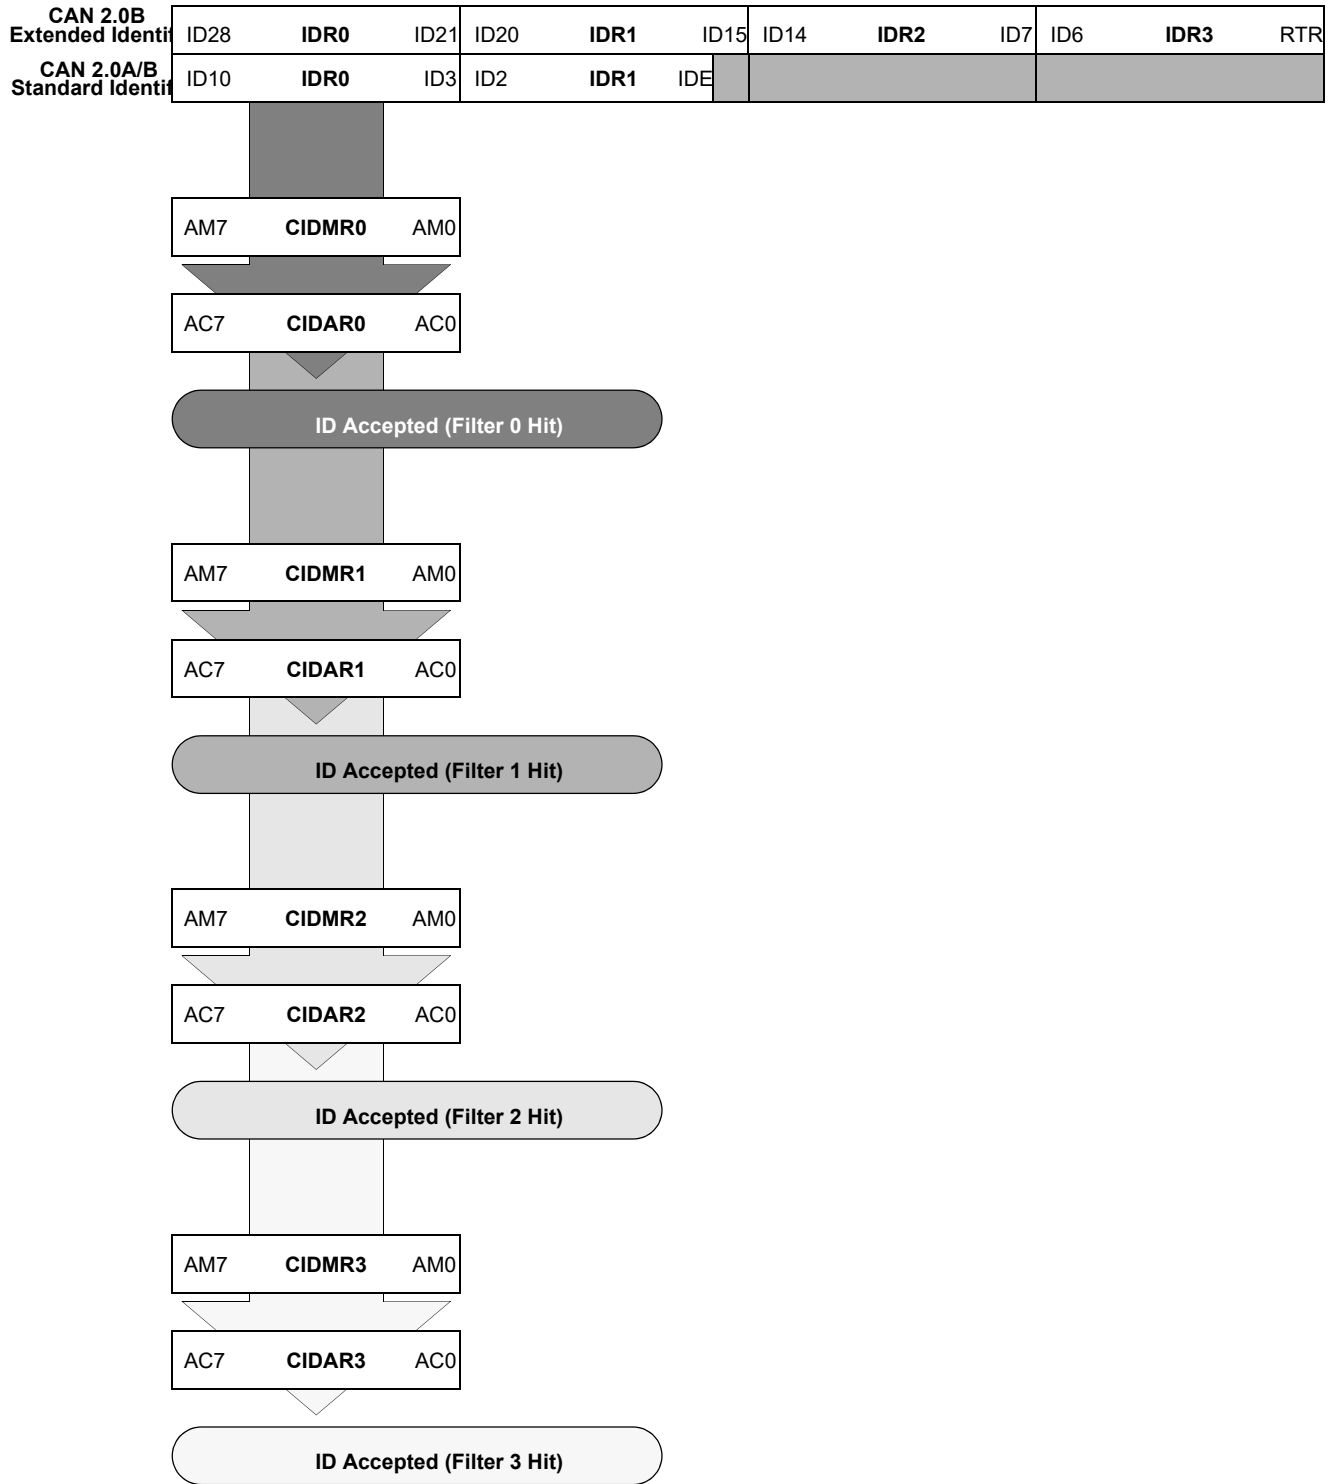 CAN 2.0B
Extended Identif ID28 IDR0 ID21 ID20 IDR1 ID15 ID14 IDR2 ID7 ID6 IDR3 RTR
CAN 2.0A/B
Standard Identif ID10 IDR0 ID3 ID2 IDR1 IDE
AM7 CIDMR0 AM0
AC7 CIDAR0 AC0
ID Accepted (Filter 0 Hit)
AM7 CIDMR1 AM0
AC7 CIDAR1 AC0
ID Accepted (Filter 1 Hit)
AM7 CIDMR2 AM0
AC7 CIDAR2 AC0
ID Accepted (Filter 2 Hit)
AM7 CIDMR3 AM0
AC7 CIDAR3 AC0
ID Accepted (Filter 3 Hit)